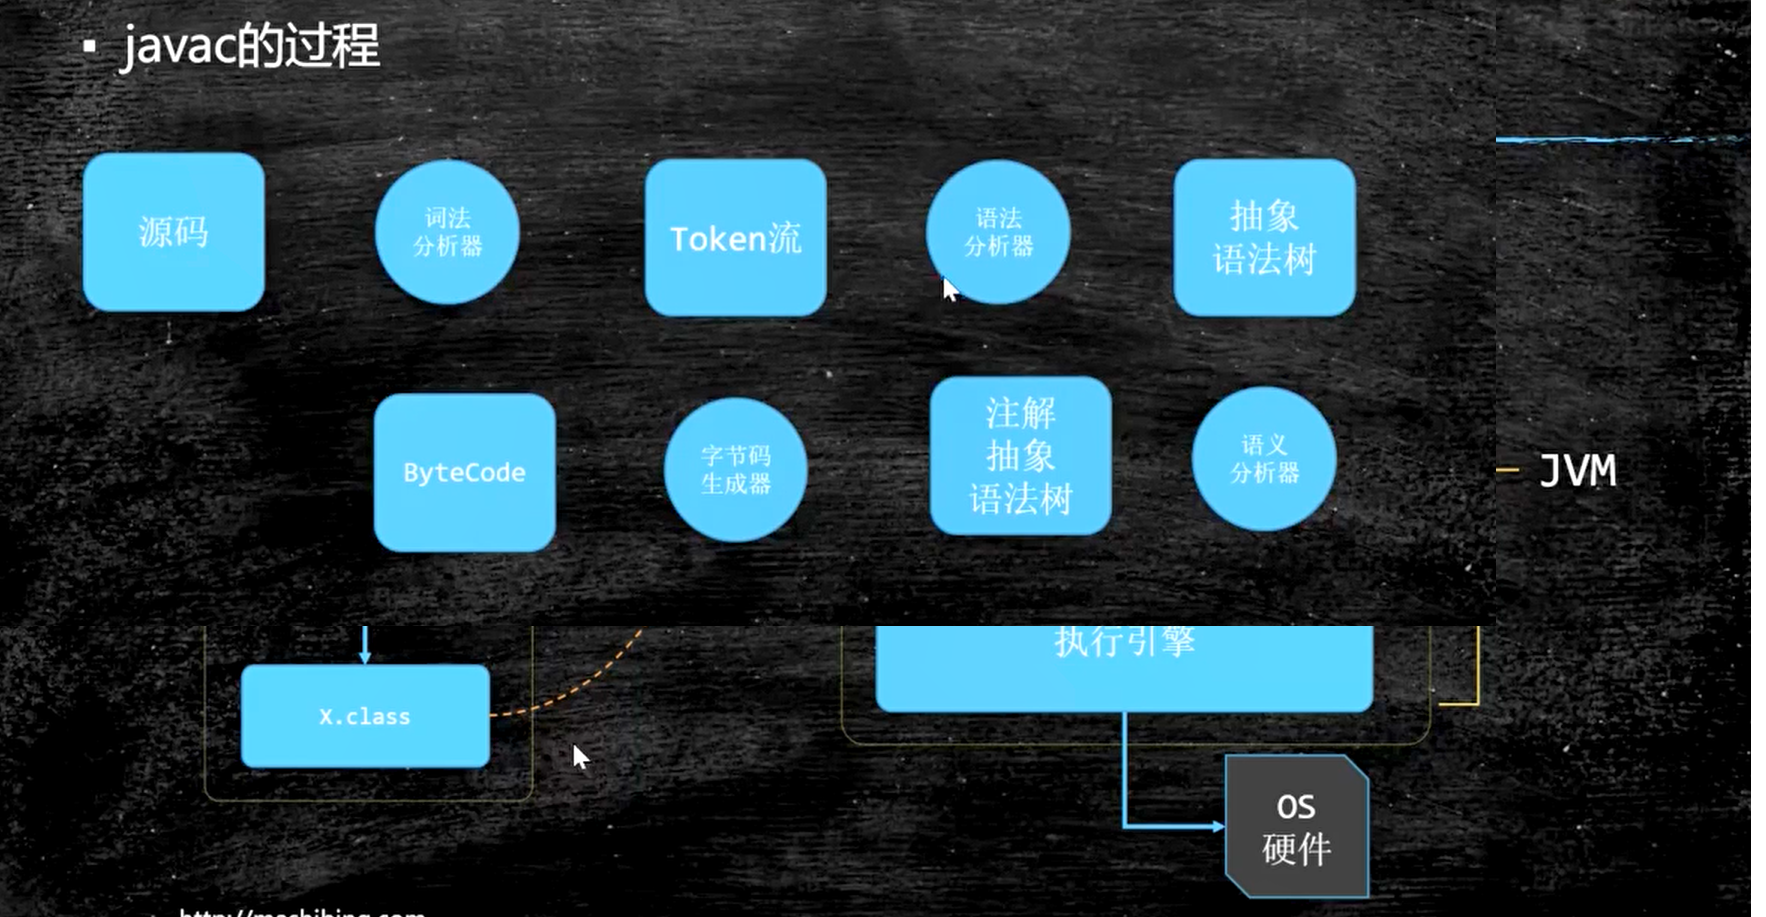 ▪ javac的过程
源码
词法
分析器
Token流
语法
分析器
抽象
语法树
ByteCode
字节码
生成器
注解
抽象
语法树
语义
分析器
JVM
执行引擎
X.class
OS
硬件
http://mashibing.com